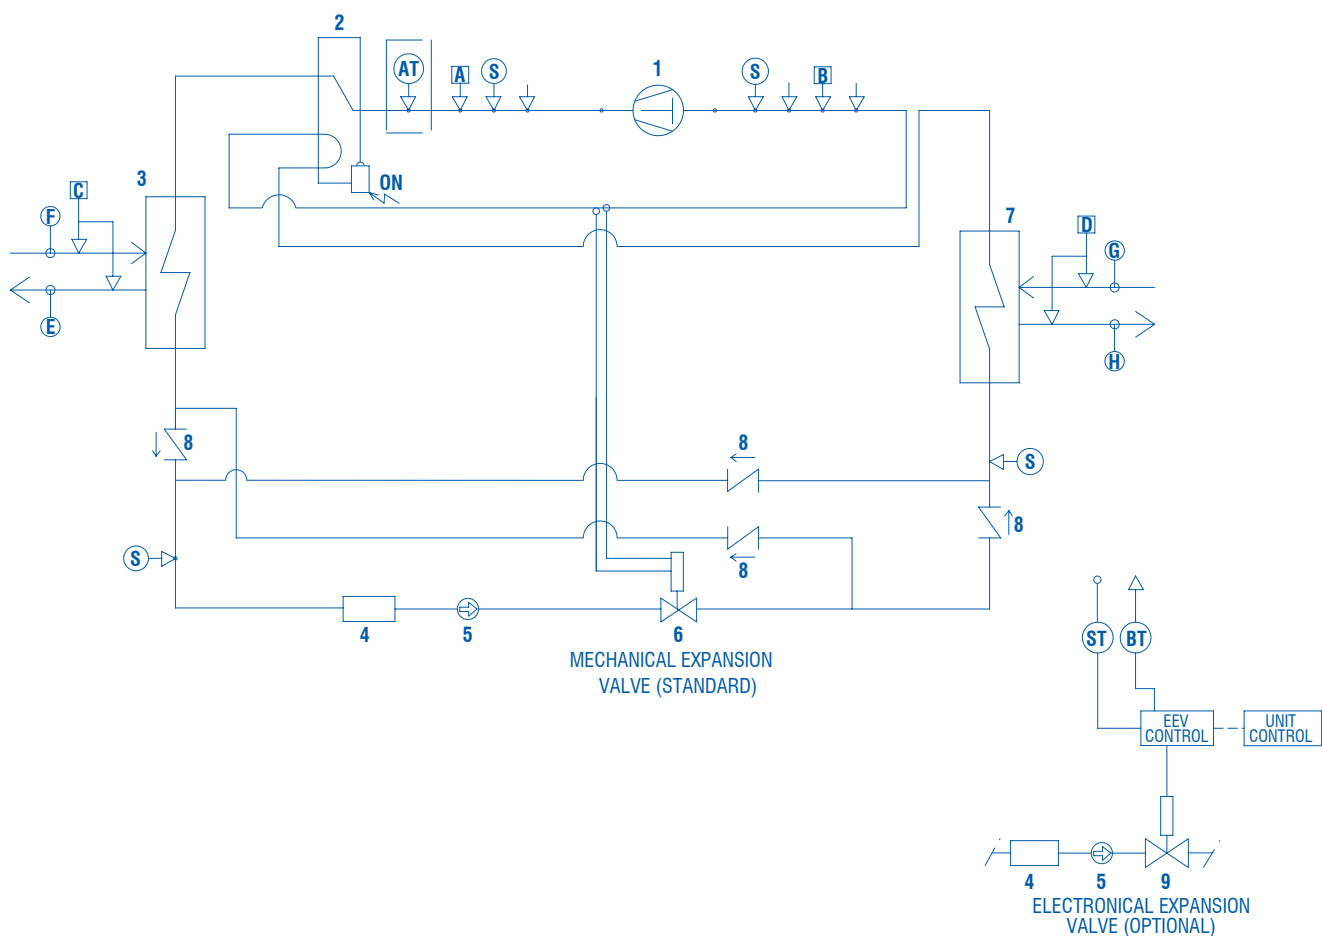 2
1
AT
A
S
S
B
3
ON
C
F
E
7
D
G
H
8
8
S
8
8
S
4
5
6
MECHANICAL EXPANSION
VALVE (STANDARD)
ST
BT
EEV
CONTROL
UNIT
CONTROL
4
5
9
ELECTRONICAL EXPANSION
VALVE (OPTIONAL)